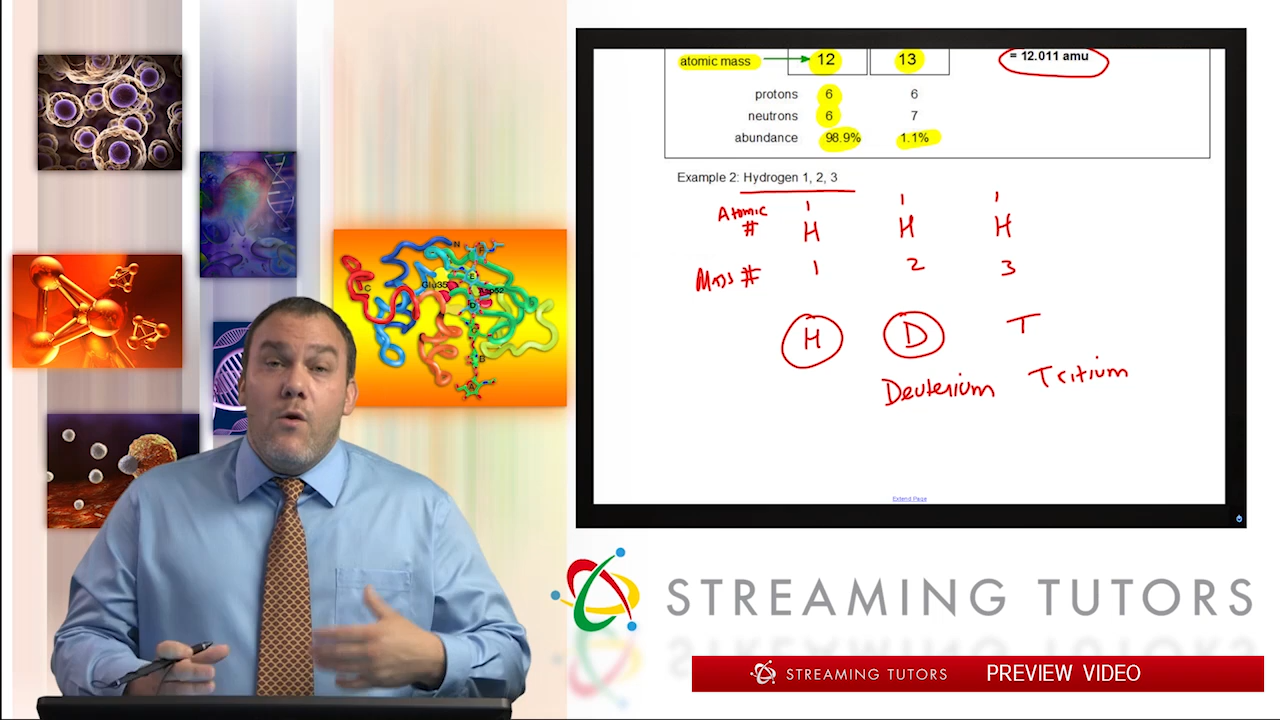 atomic mass 12 13 = 12.011 amu
protons 6 6
neutrons 6 7
abundance 98.9% 1.1%
Example 2: Hydrogen 1, 2, 3
Atomic # 1 1 1
H H H
Mass # 1 2 3
H D T
Deuterium Tritium
Extend Page
N
C
Glu35
E
Asp52
D
B
A
STREAMING TUTORS
STREAMING TUTORS PREVIEW VIDEO